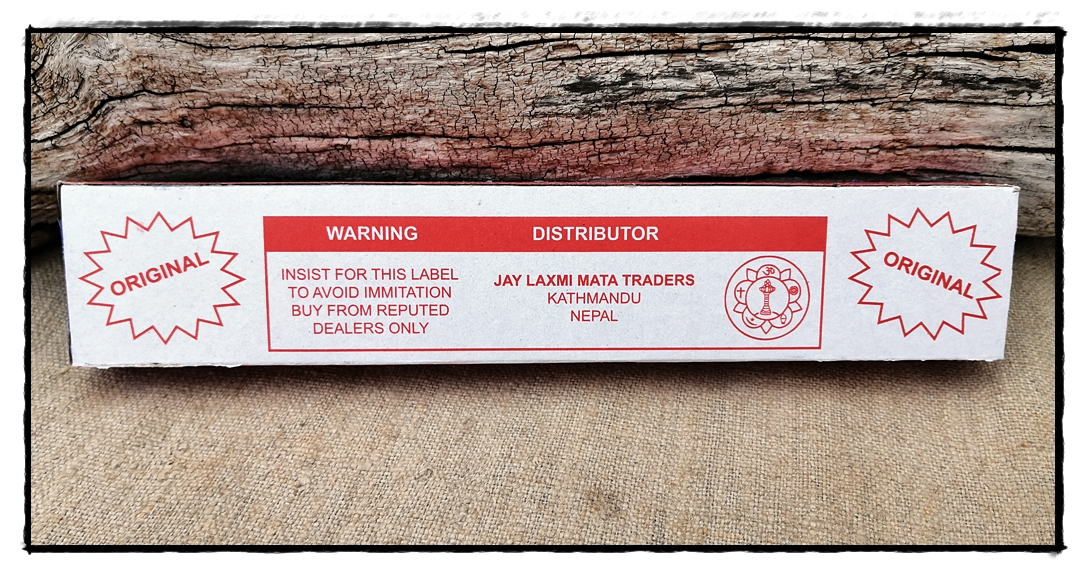 ORIGINAL
WARNING
INSIST FOR THIS LABEL
TO AVOID IMMITATION
BUY FROM REPUTED
DEALERS ONLY
DISTRIBUTOR
JAY LAXMI MATA TRADERS
KATHMANDU
NEPAL
ॐ
ORIGINAL